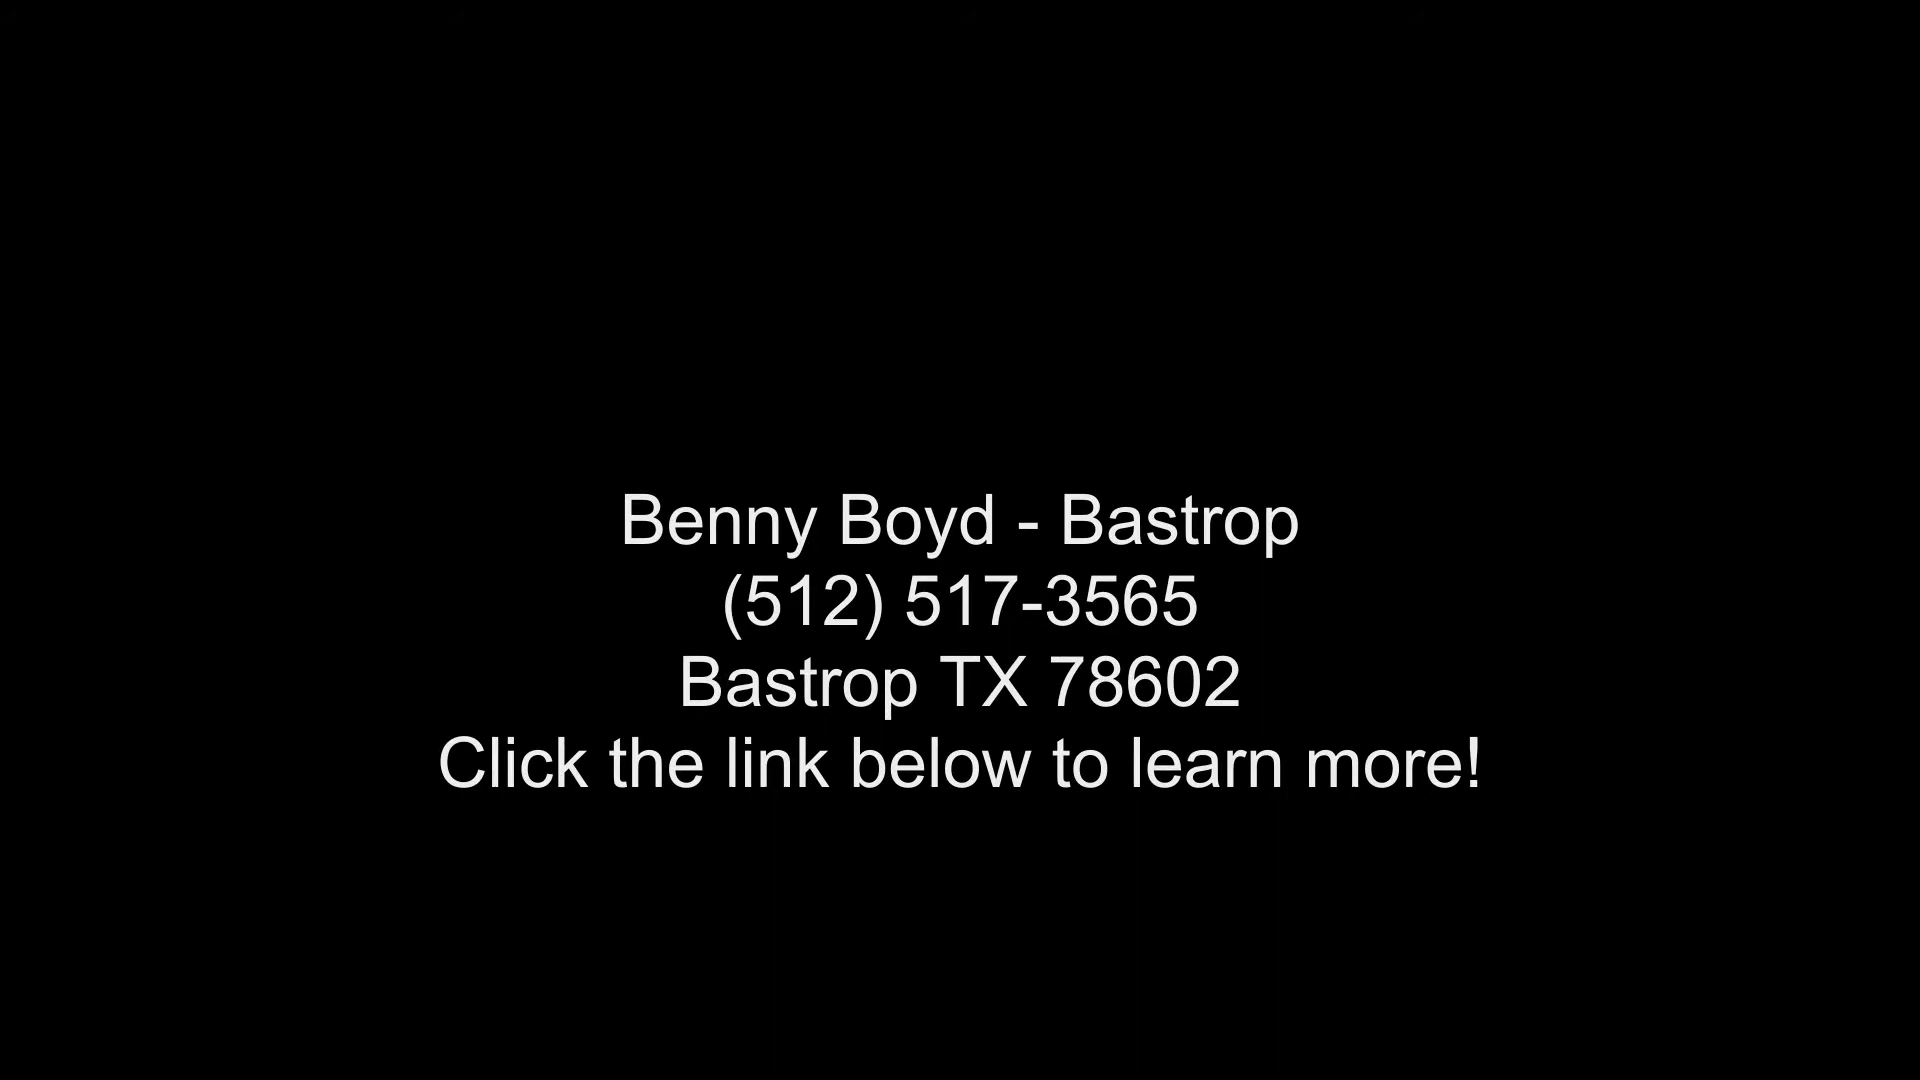 Benny Boyd - Bastrop
(512) 517-3565
Bastrop TX 78602
Click the link below to learn more!